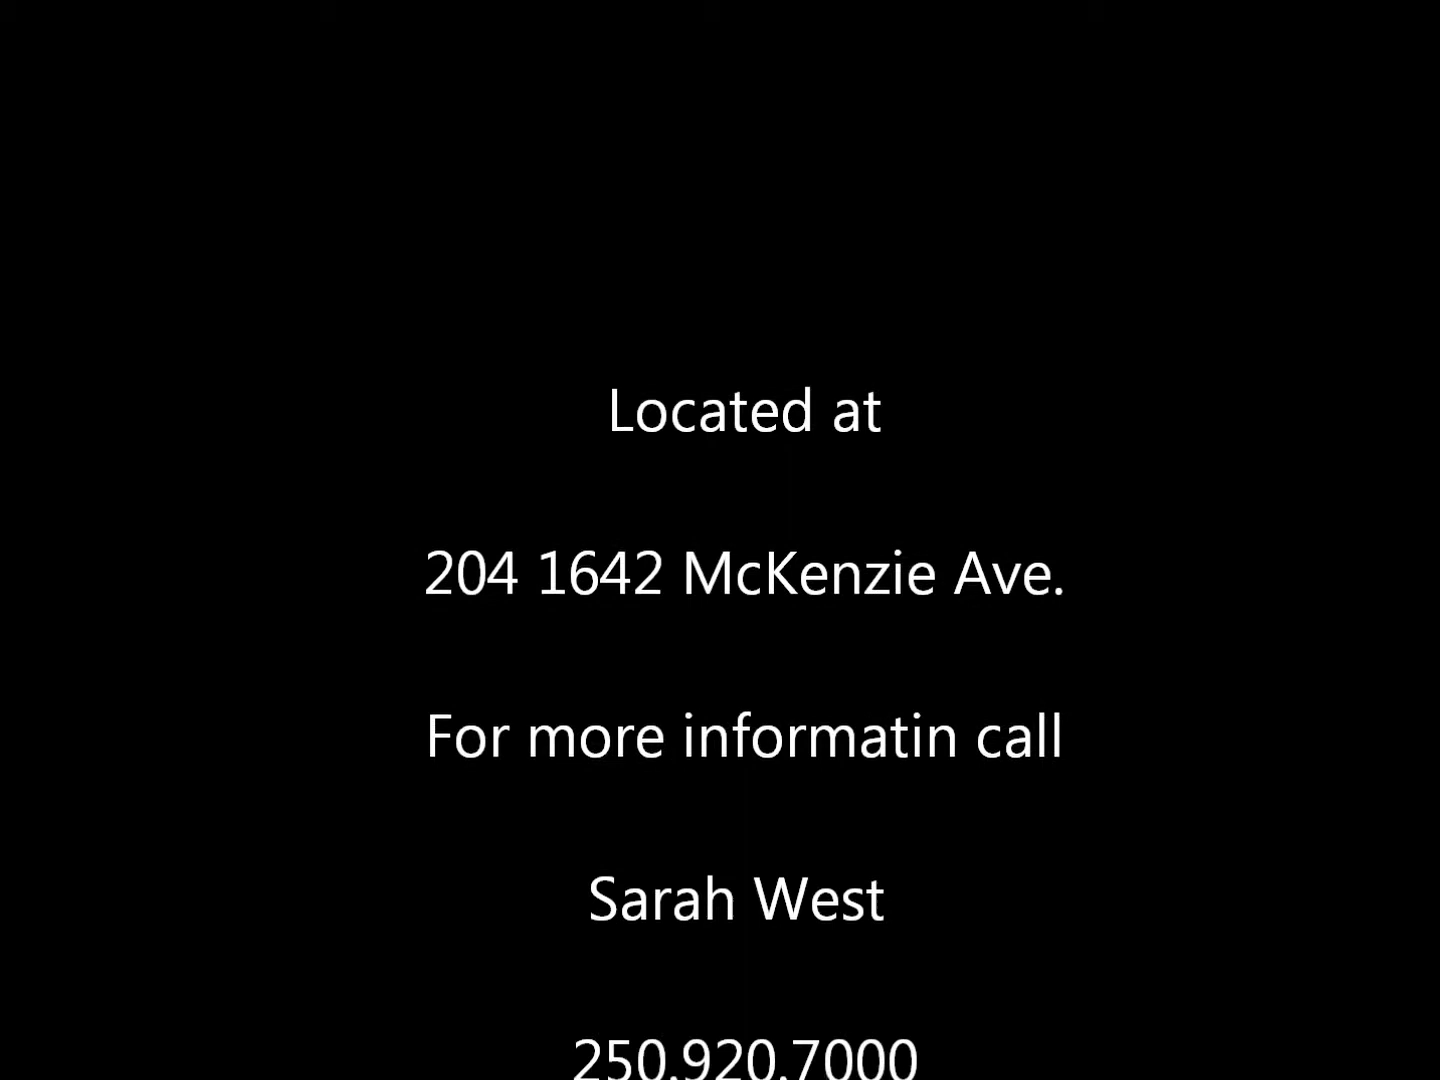 Located at
204 1642 McKenzie Ave.
For more informatin call
Sarah West
250.920.7000